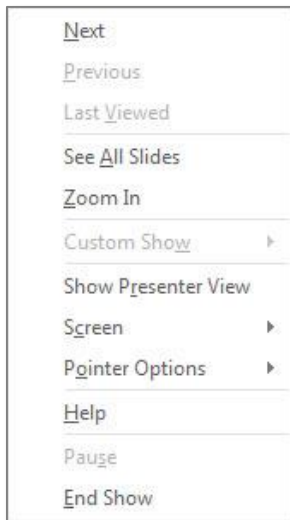 Next
Previous
Last Viewed
See All Slides
Zoom In
Custom Show
Show Presenter View
Screen
Pointer Options
Help
Pause
End Show